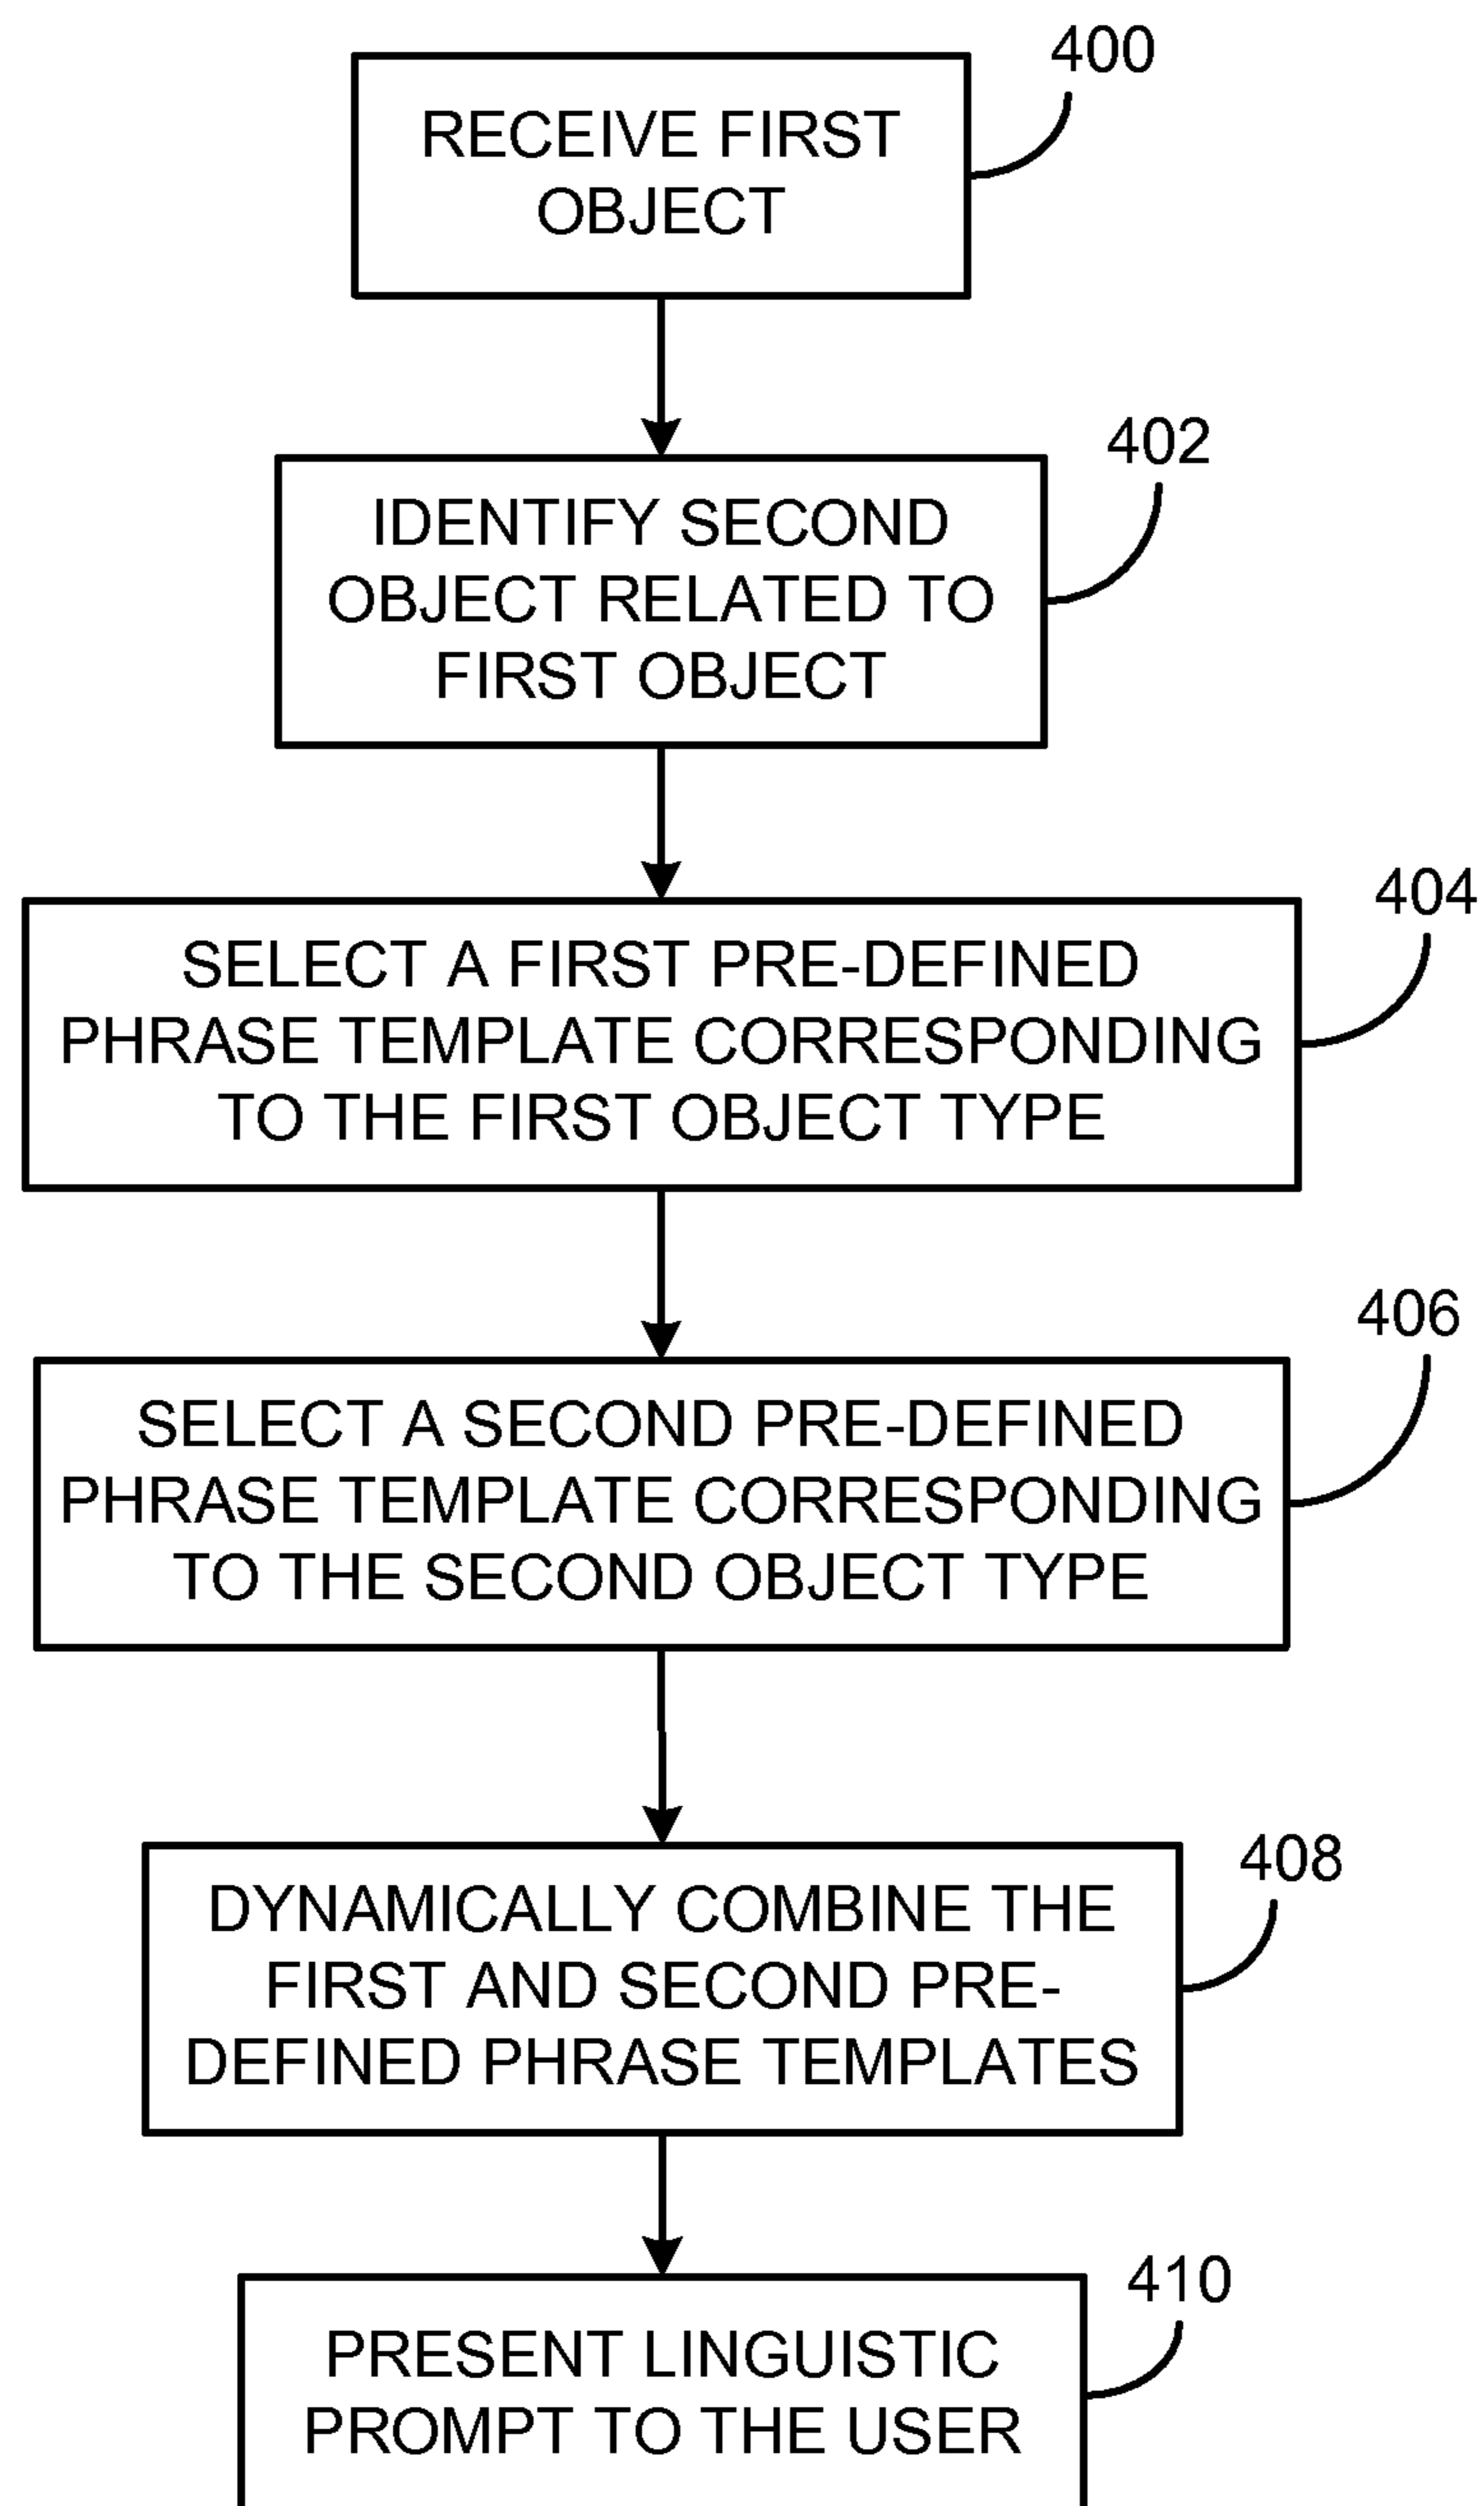 400
RECEIVE FIRST
OBJECT
402
IDENTIFY SECOND
OBJECT RELATED TO
FIRST OBJECT
404
SELECT A FIRST PRE-DEFINED
PHRASE TEMPLATE CORRESPONDING
TO THE FIRST OBJECT TYPE
406
SELECT A SECOND PRE-DEFINED
PHRASE TEMPLATE CORRESPONDING
TO THE SECOND OBJECT TYPE
408
DYNAMICALLY COMBINE THE
FIRST AND SECOND PRE-
DEFINED PHRASE TEMPLATES
410
PRESENT LINGUISTIC
PROMPT TO THE USER